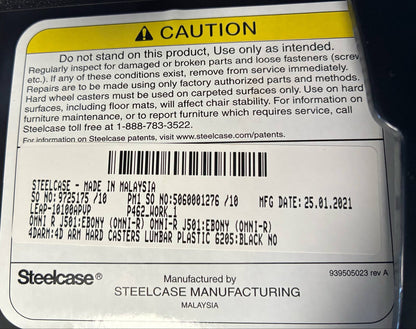 CAUTION
Do not stand on this product, Use only as intended.
Regularly inspect for damaged or broken parts and loose fasteners (screw,
etc.). If any of these conditions exist, remove from service immediately.
Repairs are to be made using only factory authorized parts and methods.
Hard wheel casters must be used on carpeted surfaces only. Use on hard
surfaces, including floor mats, will affect chair stability. For information on
furniture maintenance, or to report furniture which requires service, call
Steelcase toll free at 1-888-783-3522.
For information on Steelcase patents, visit www.steelcase.com/patents.
STEELCASE - MADE IN MALAYSIA
SO NO: 9725175 /10 PMI SO NO:5060001276 /10 MFG DATE: 25.01.2021
LEAP-10100APUP P462_WORK_1
OMNI R J501:EBONY (OMNI-R) OMNI-R J501:EBONY (OMNI-R)
4DARM:4D ARM HARD CASTERS LUMBAR PLASTIC 6205:BLACK NO
Steelcase®
Manufactured by
STEELCASE MANUFACTURING
MALAYSIA
939505023 rev A